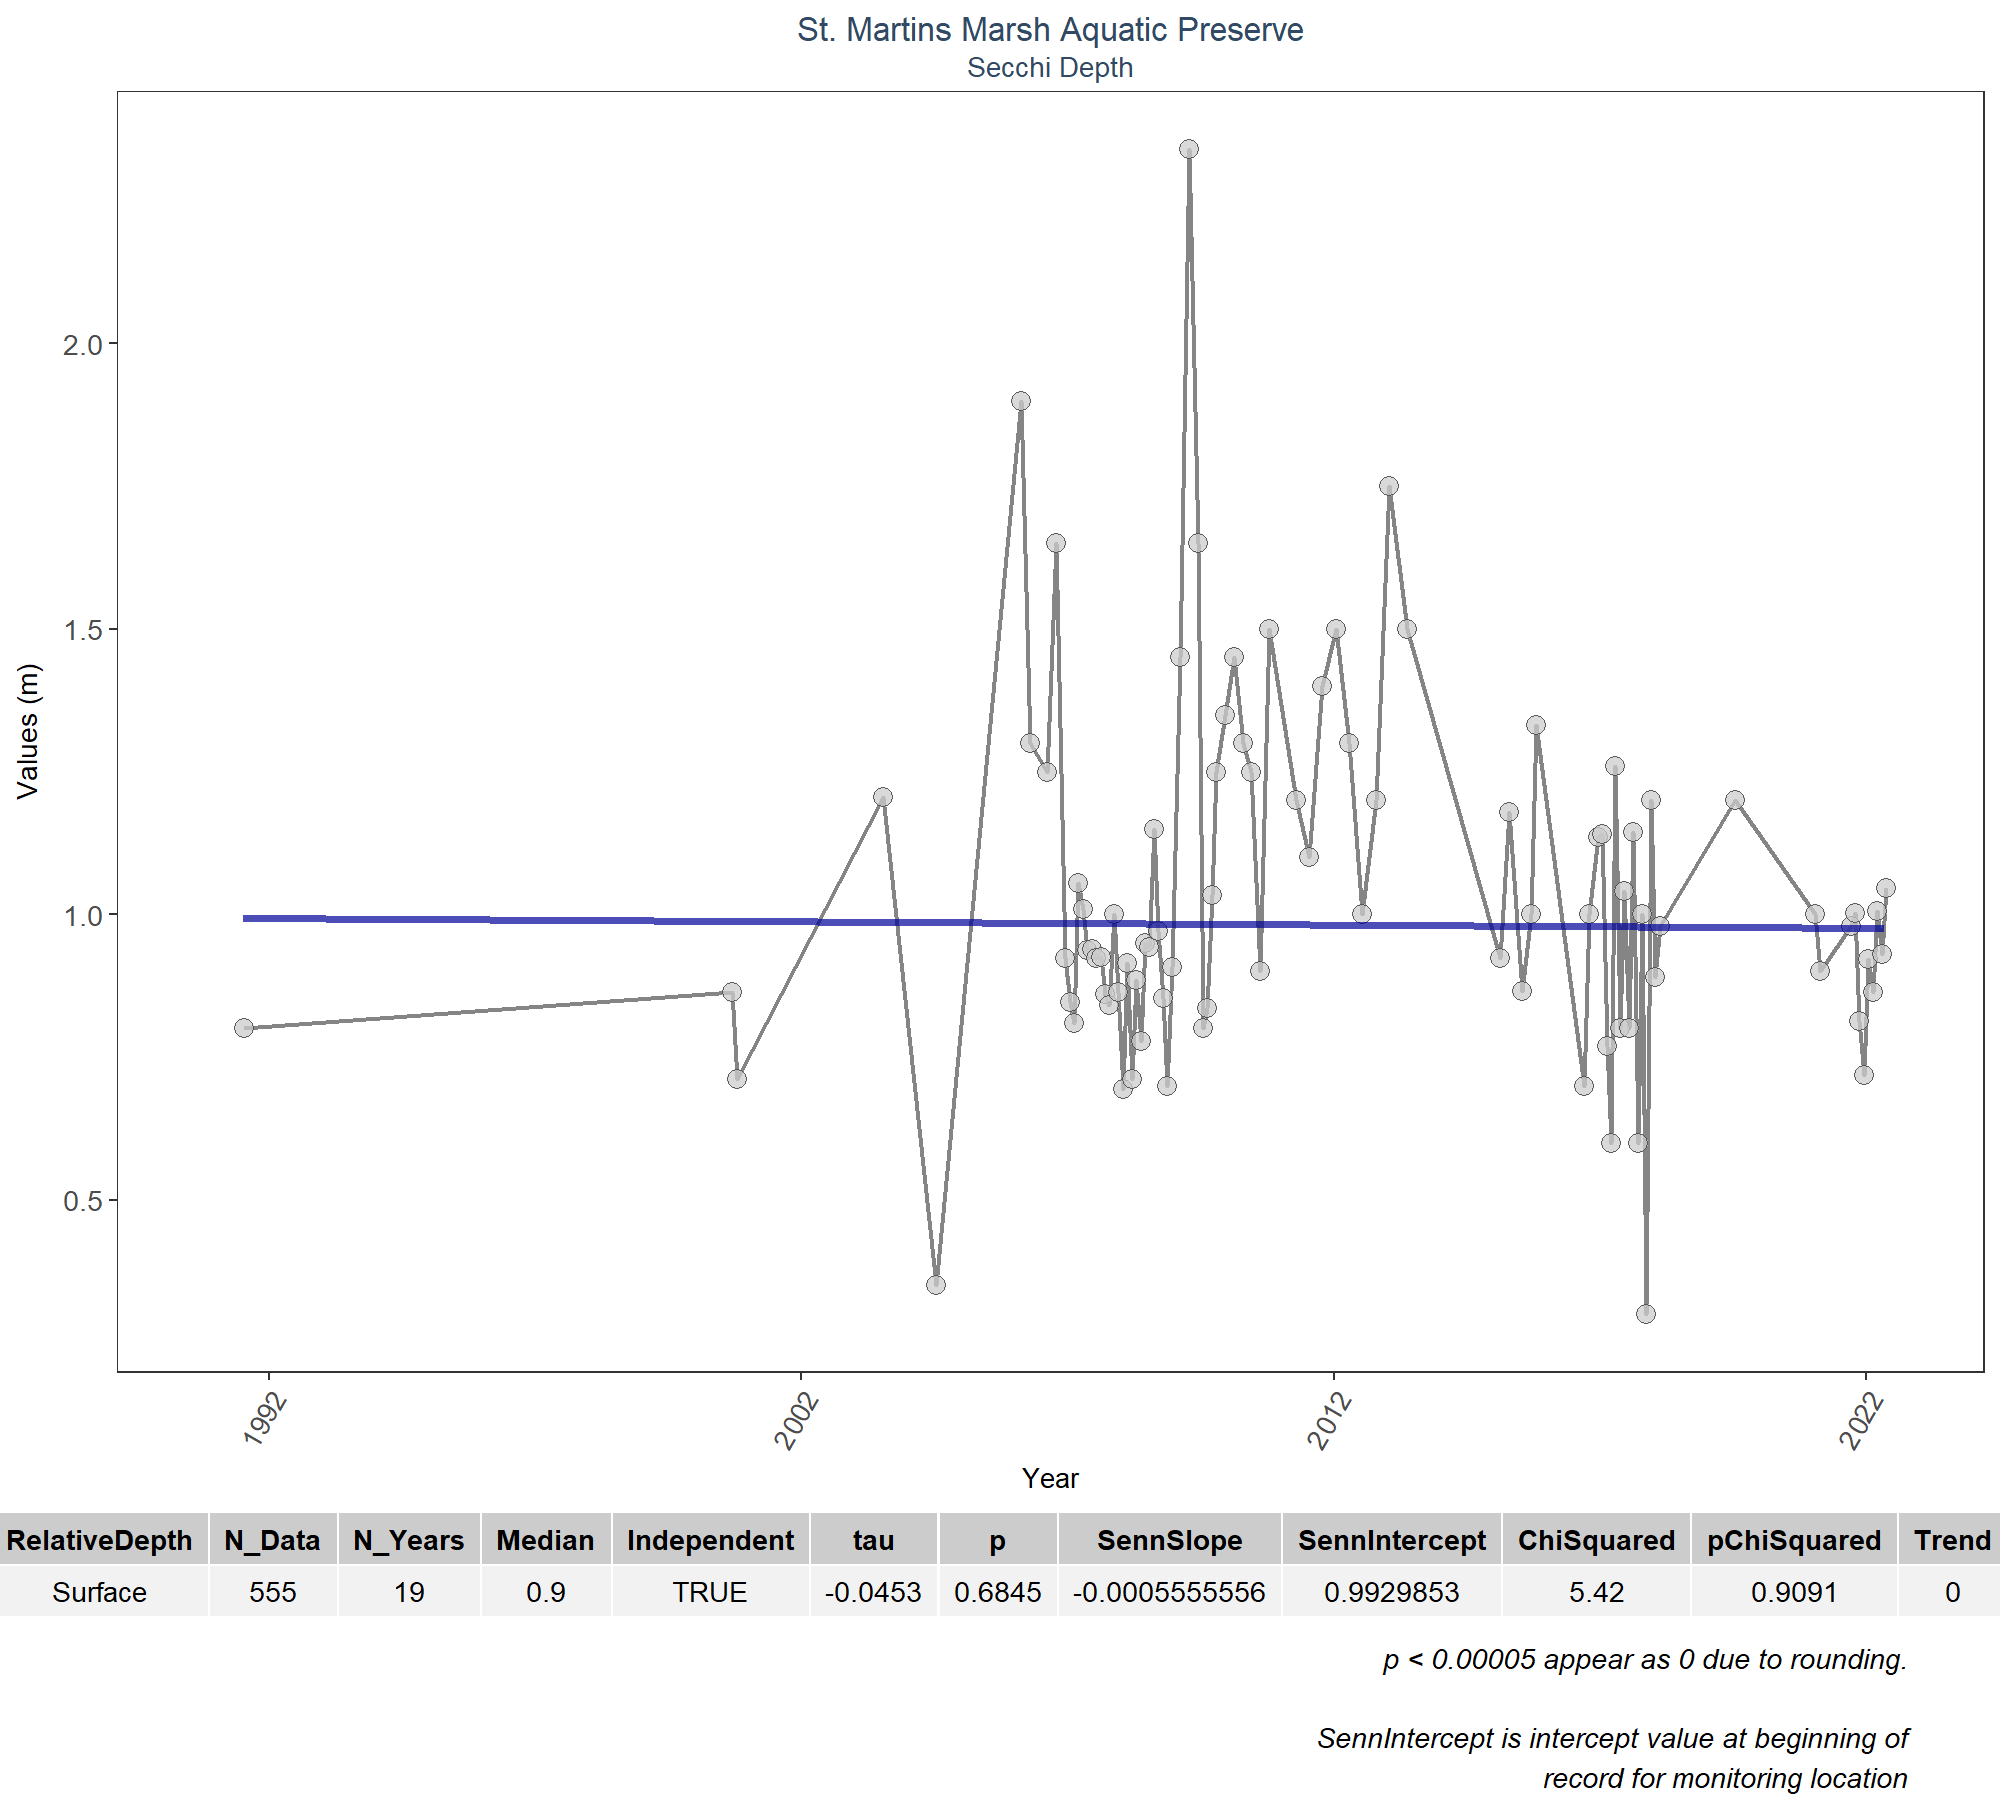 St. Martins Marsh Aquatic Preserve
Secchi Depth
Values (m)
2.0
1.5
1.0
0.5
1992
2002
2012
2022
Year
RelativeDepth N_Data N_Years Median Independent tau p SennSlope SennIntercept ChiSquared pChiSquared Trend
Surface 555 19 0.9 TRUE -0.0453 0.6845 -0.0005555556 0.9929853 5.42 0.9091 0
p < 0.00005 appear as 0 due to rounding.
SennIntercept is intercept value at beginning of
record for monitoring location